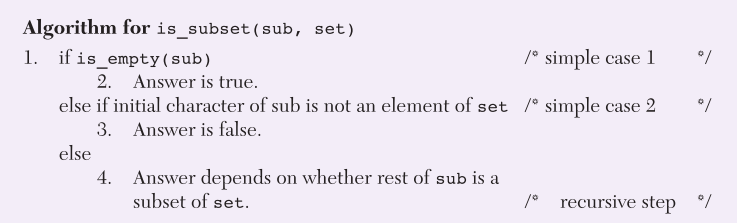 Algorithm for is_subset(sub, set)
1. if is_empty(sub) /* simple case 1 */
2. Answer is true.
else if initial character of sub is not an element of set /* simple case 2 */
3. Answer is false.
else
4. Answer depends on whether rest of sub is a
subset of set. /* recursive step */